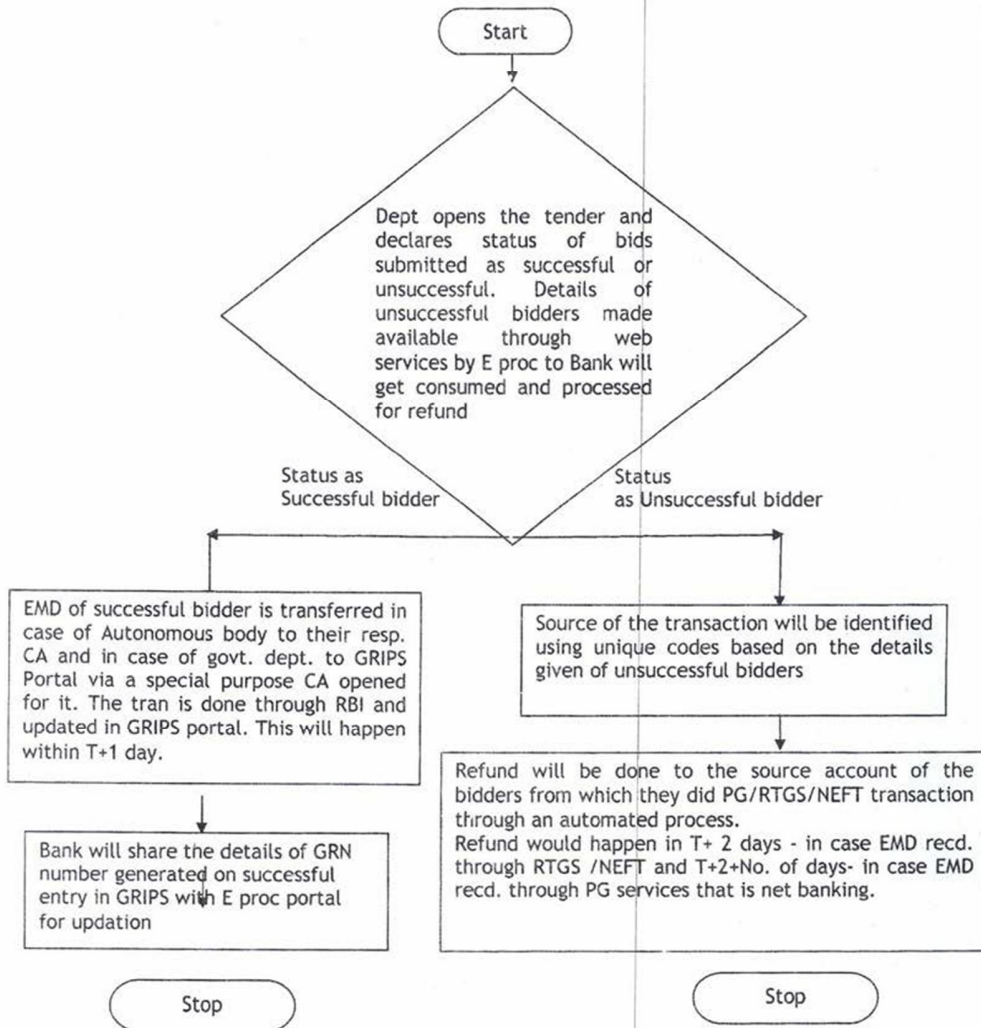 Start
Dept opens the tender and
declares status of bids
submitted as successful or
unsuccessful. Details of
unsuccessful bidders made
available through web
services by E proc to Bank will
get consumed and processed
for refund
Status as
Successful bidder
Status
as Unsuccessful bidder
EMD of successful bidder is transferred in
case of Autonomous body to their resp.
CA and in case of govt. dept. to GRIPS
Portal via a special purpose CA opened
for it. The tran is done through RBI and
updated in GRIPS portal. This will happen
within T+1 day.
Bank will share the details of GRN
number generated on successful
entry in GRIPS with E proc portal
for updation
Stop
Source of the transaction will be identified
using unique codes based on the details
given of unsuccessful bidders
Refund will be done to the source account of the
bidders from which they did PG/RTGS/NEFT transaction
through an automated process.
Refund would happen in T+ 2 days - in case EMD recd.
through RTGS /NEFT and T+2+No. of days- in case EMD
recd. through PG services that is net banking.
Stop